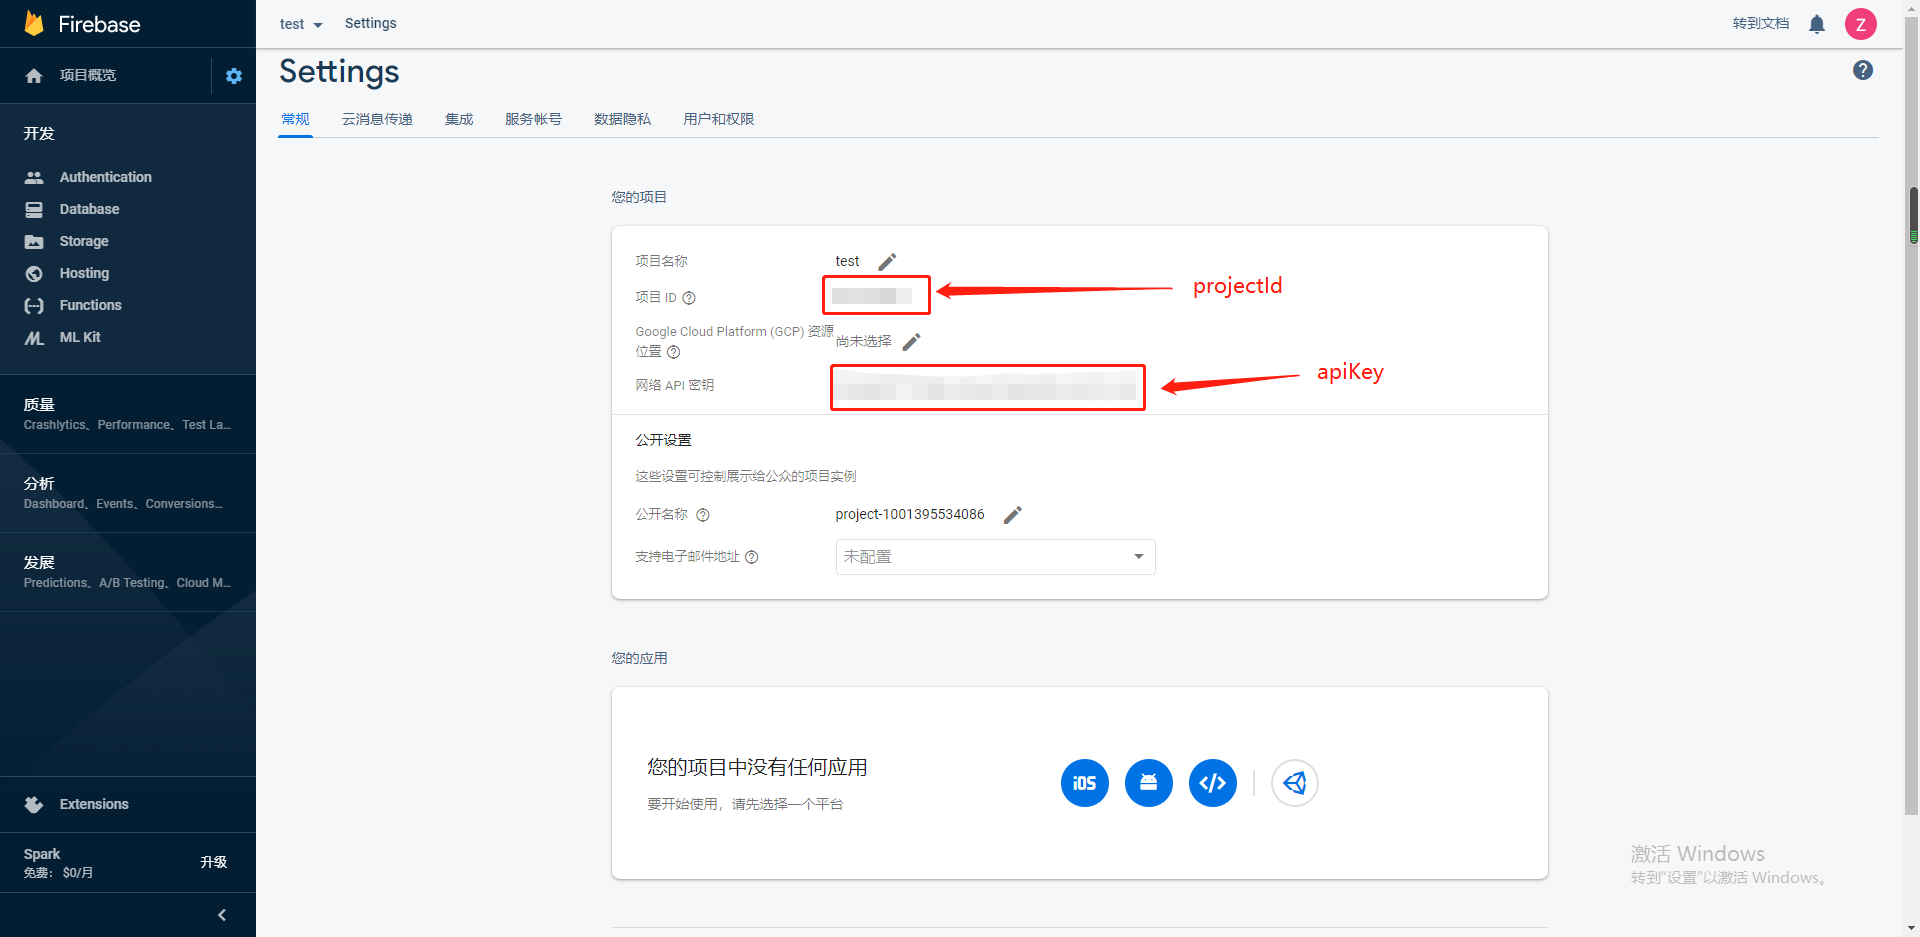 Firebase
test Settings
转到文档
Z
项目概览
Settings
?
常规 云消息传递 集成 服务帐号 数据隐私 用户和权限
开发
Authentication
Database
Storage
Hosting
Functions
ML Kit
质量
Crashlytics、Performance、Test La...
分析
Dashboard、Events、Conversions...
发展
Predictions、A/B Testing、Cloud M...
Extensions
Spark
免费： $0/月
升级
您的项目
项目名称 test
项目 ID ?
projectId
Google Cloud Platform (GCP) 资源
位置 ?
尚未选择
网络 API 密钥
apiKey
公开设置
这些设置可控制展示给公众的项目实例
公开名称 ? project-1001395534086
支持电子邮件地址 ? 未配置
您的应用
您的项目中没有任何应用
要开始使用，请先选择一个平台
iOS
</>
激活 Windows
转到"设置"以激活 Windows。